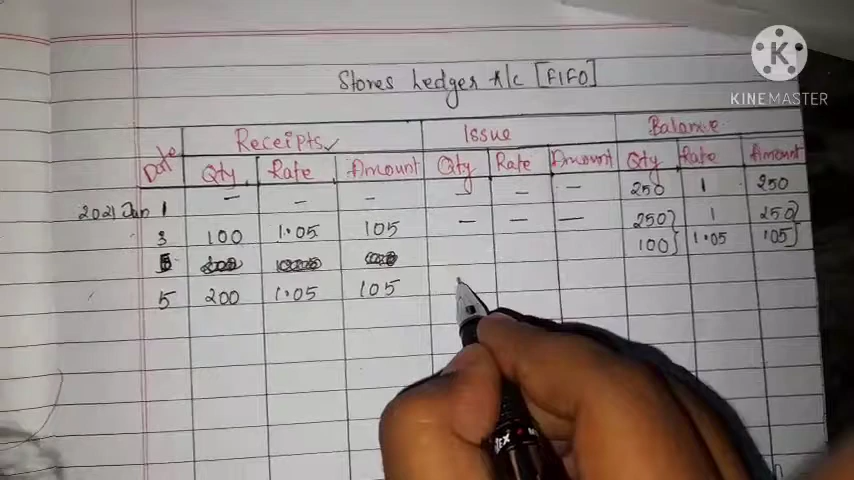 Stores Ledger A/c [FIFO]
KINEMASTER
Date Receipts Issue Balance
Qty Rate Amount Qty Rate Amount Qty Rate Amount
2021 Jan 1 - - - - - - 250 1 250
3 100 1.05 105 - - - 250 1 250
100 1.05 105
5 200 1.05 105